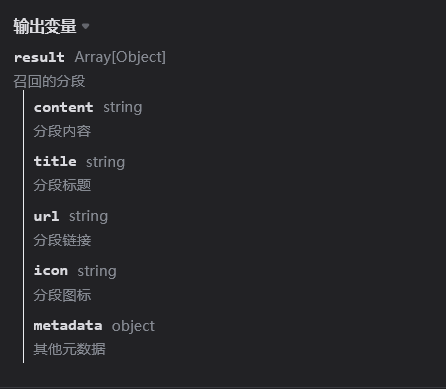 输出变量
result Array[Object]
召回的分段
content string
分段内容
title string
分段标题
url string
分段链接
icon string
分段图标
metadata object
其他元数据